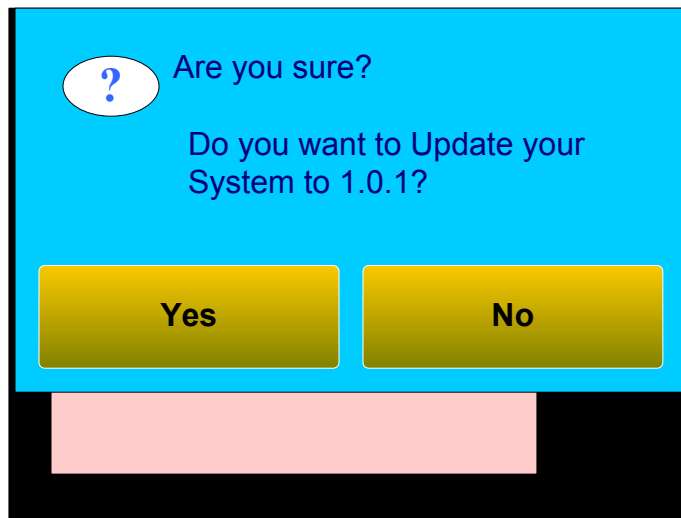 ?
Are you sure?
Do you want to Update your
System to 1.0.1?
Yes
No